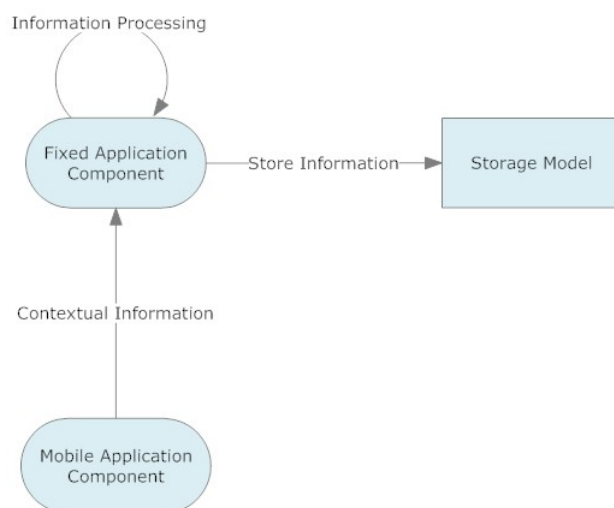 Information Processing
Fixed Application
Component
Store Information
Storage Model
Contextual Information
Mobile Application
Component